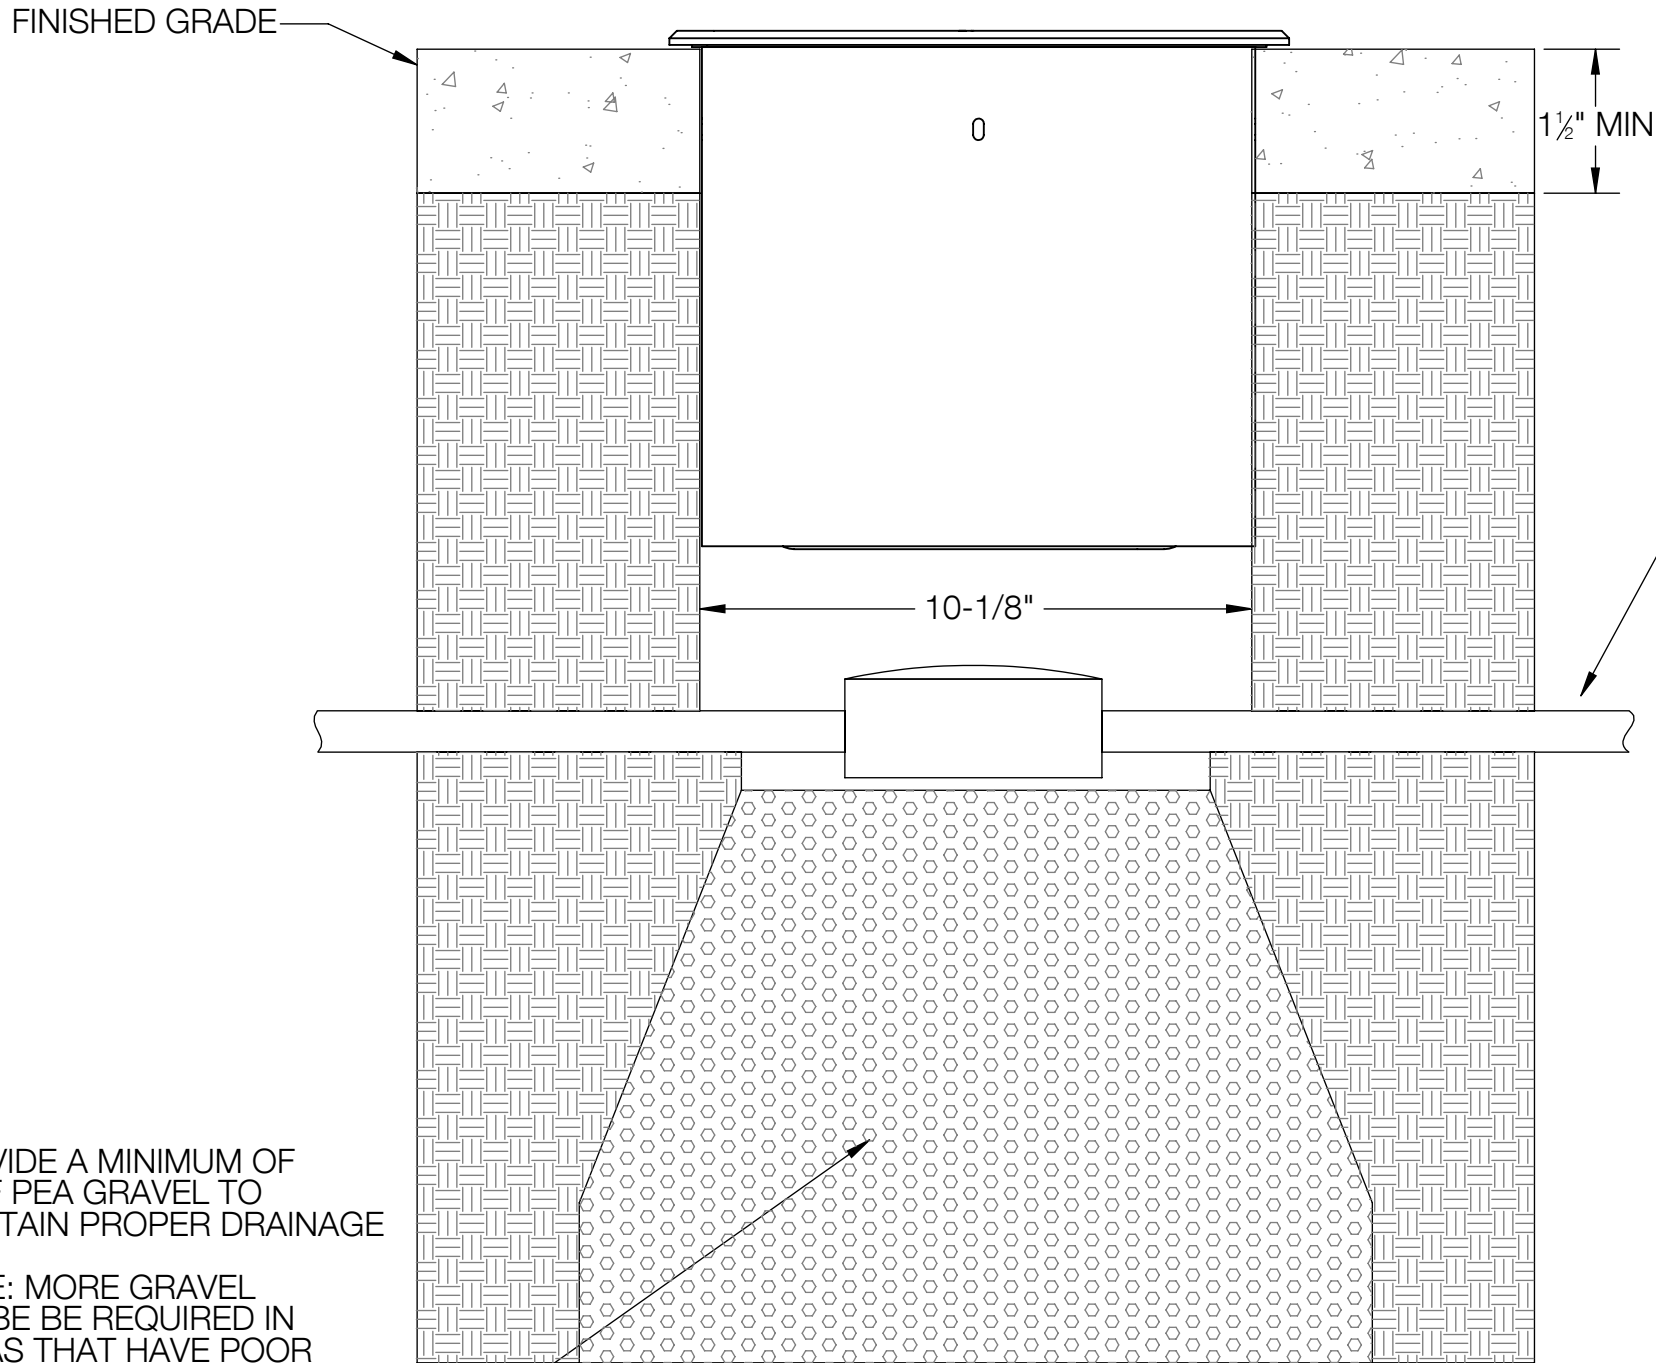 FINISHED GRADE
1½" MIN
10-1/8"
VIDE A MINIMUM OF
PEA GRAVEL TO
TAIN PROPER DRAINAGE
E: MORE GRAVEL
BE BE REQUIRED IN
AS THAT HAVE POOR